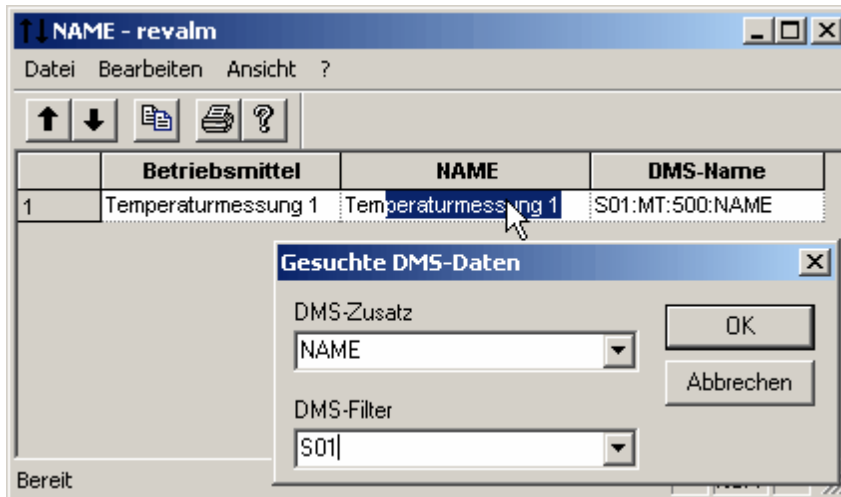 NAME - revalm
Datei Bearbeiten Ansicht ?
Betriebsmittel NAME DMS-Name
1 Temperaturmessung 1 Temperaturmessung 1 S01:MT:500:NAME
Gesuchte DMS-Daten
DMS-Zusatz
NAME
OK
Abbrechen
DMS-Filter
S01
Bereit